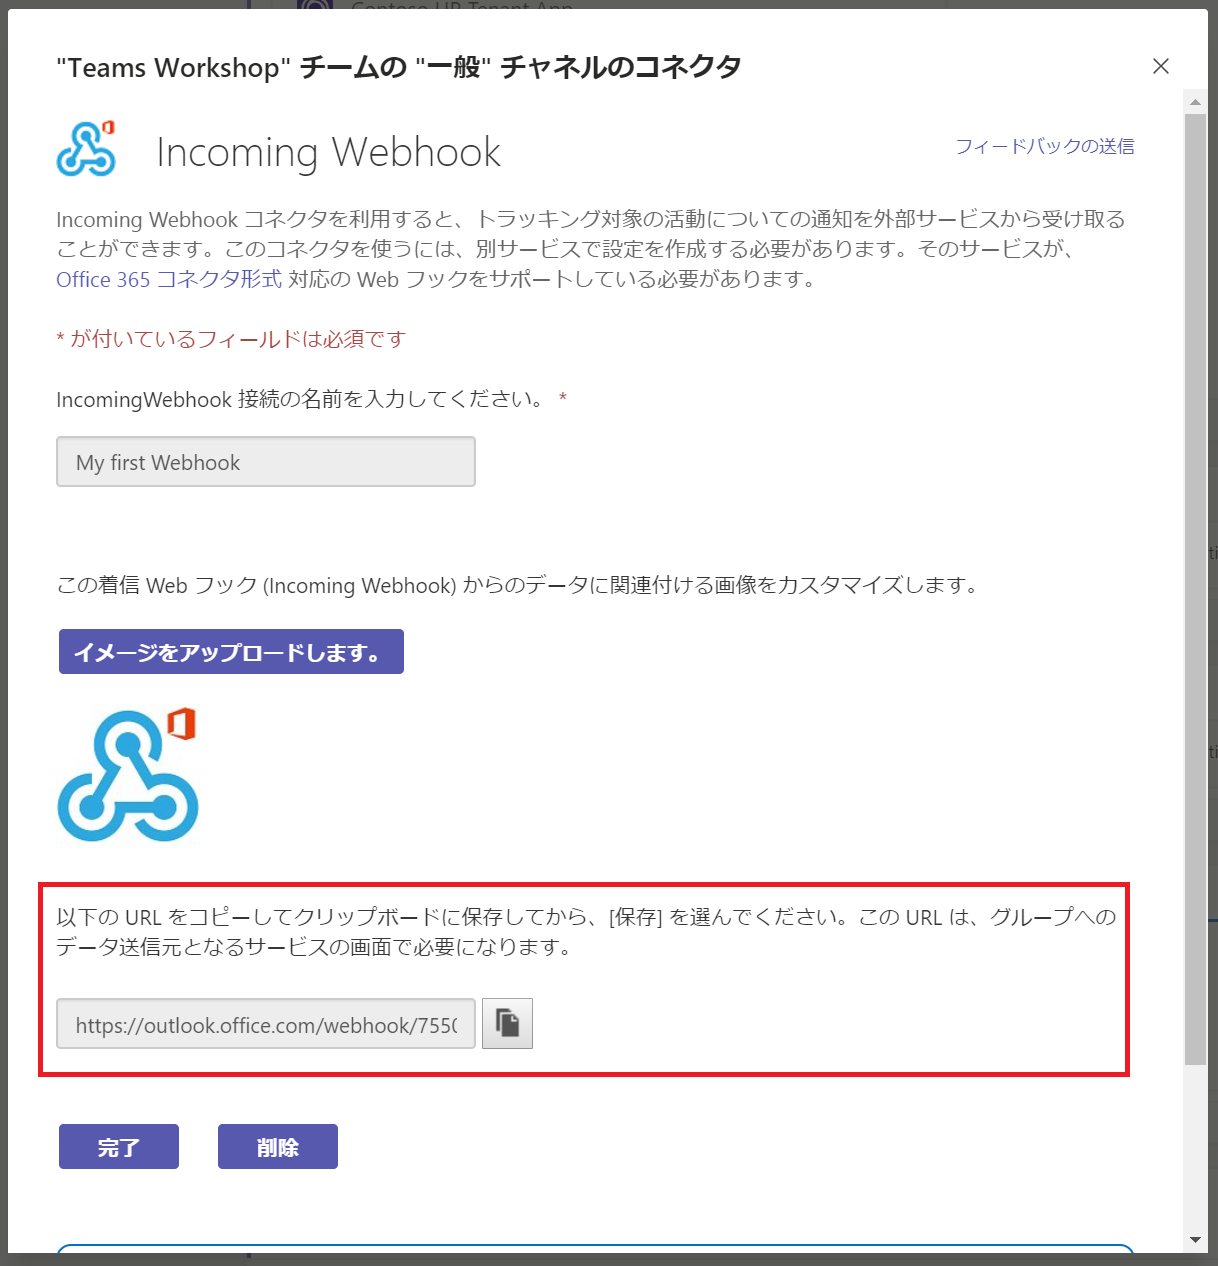 "Teams Workshop" チームの "一般" チャネルのコネクタ
Incoming Webhook
フィードバックの送信
Incoming Webhook コネクタを利用すると、トラッキング対象の活動についての通知を外部サービスから受け取る
ことができます。このコネクタを使うには、別サービスで設定を作成する必要があります。そのサービスが、
Office 365 コネクタ形式 対応の Web フックをサポートしている必要があります。
* が付いているフィールドは必須です
IncomingWebhook 接続の名前を入力してください。 *
My first Webhook
この着信 Web フック (Incoming Webhook) からのデータに関連付ける画像をカスタマイズします。
イメージをアップロードします。
以下の URL をコピーしてクリップボードに保存してから、[保存] を選んでください。この URL は、グループへの
データ送信元となるサービスの画面で必要になります。
https://outlook.office.com/webhook/7550
完了
削除